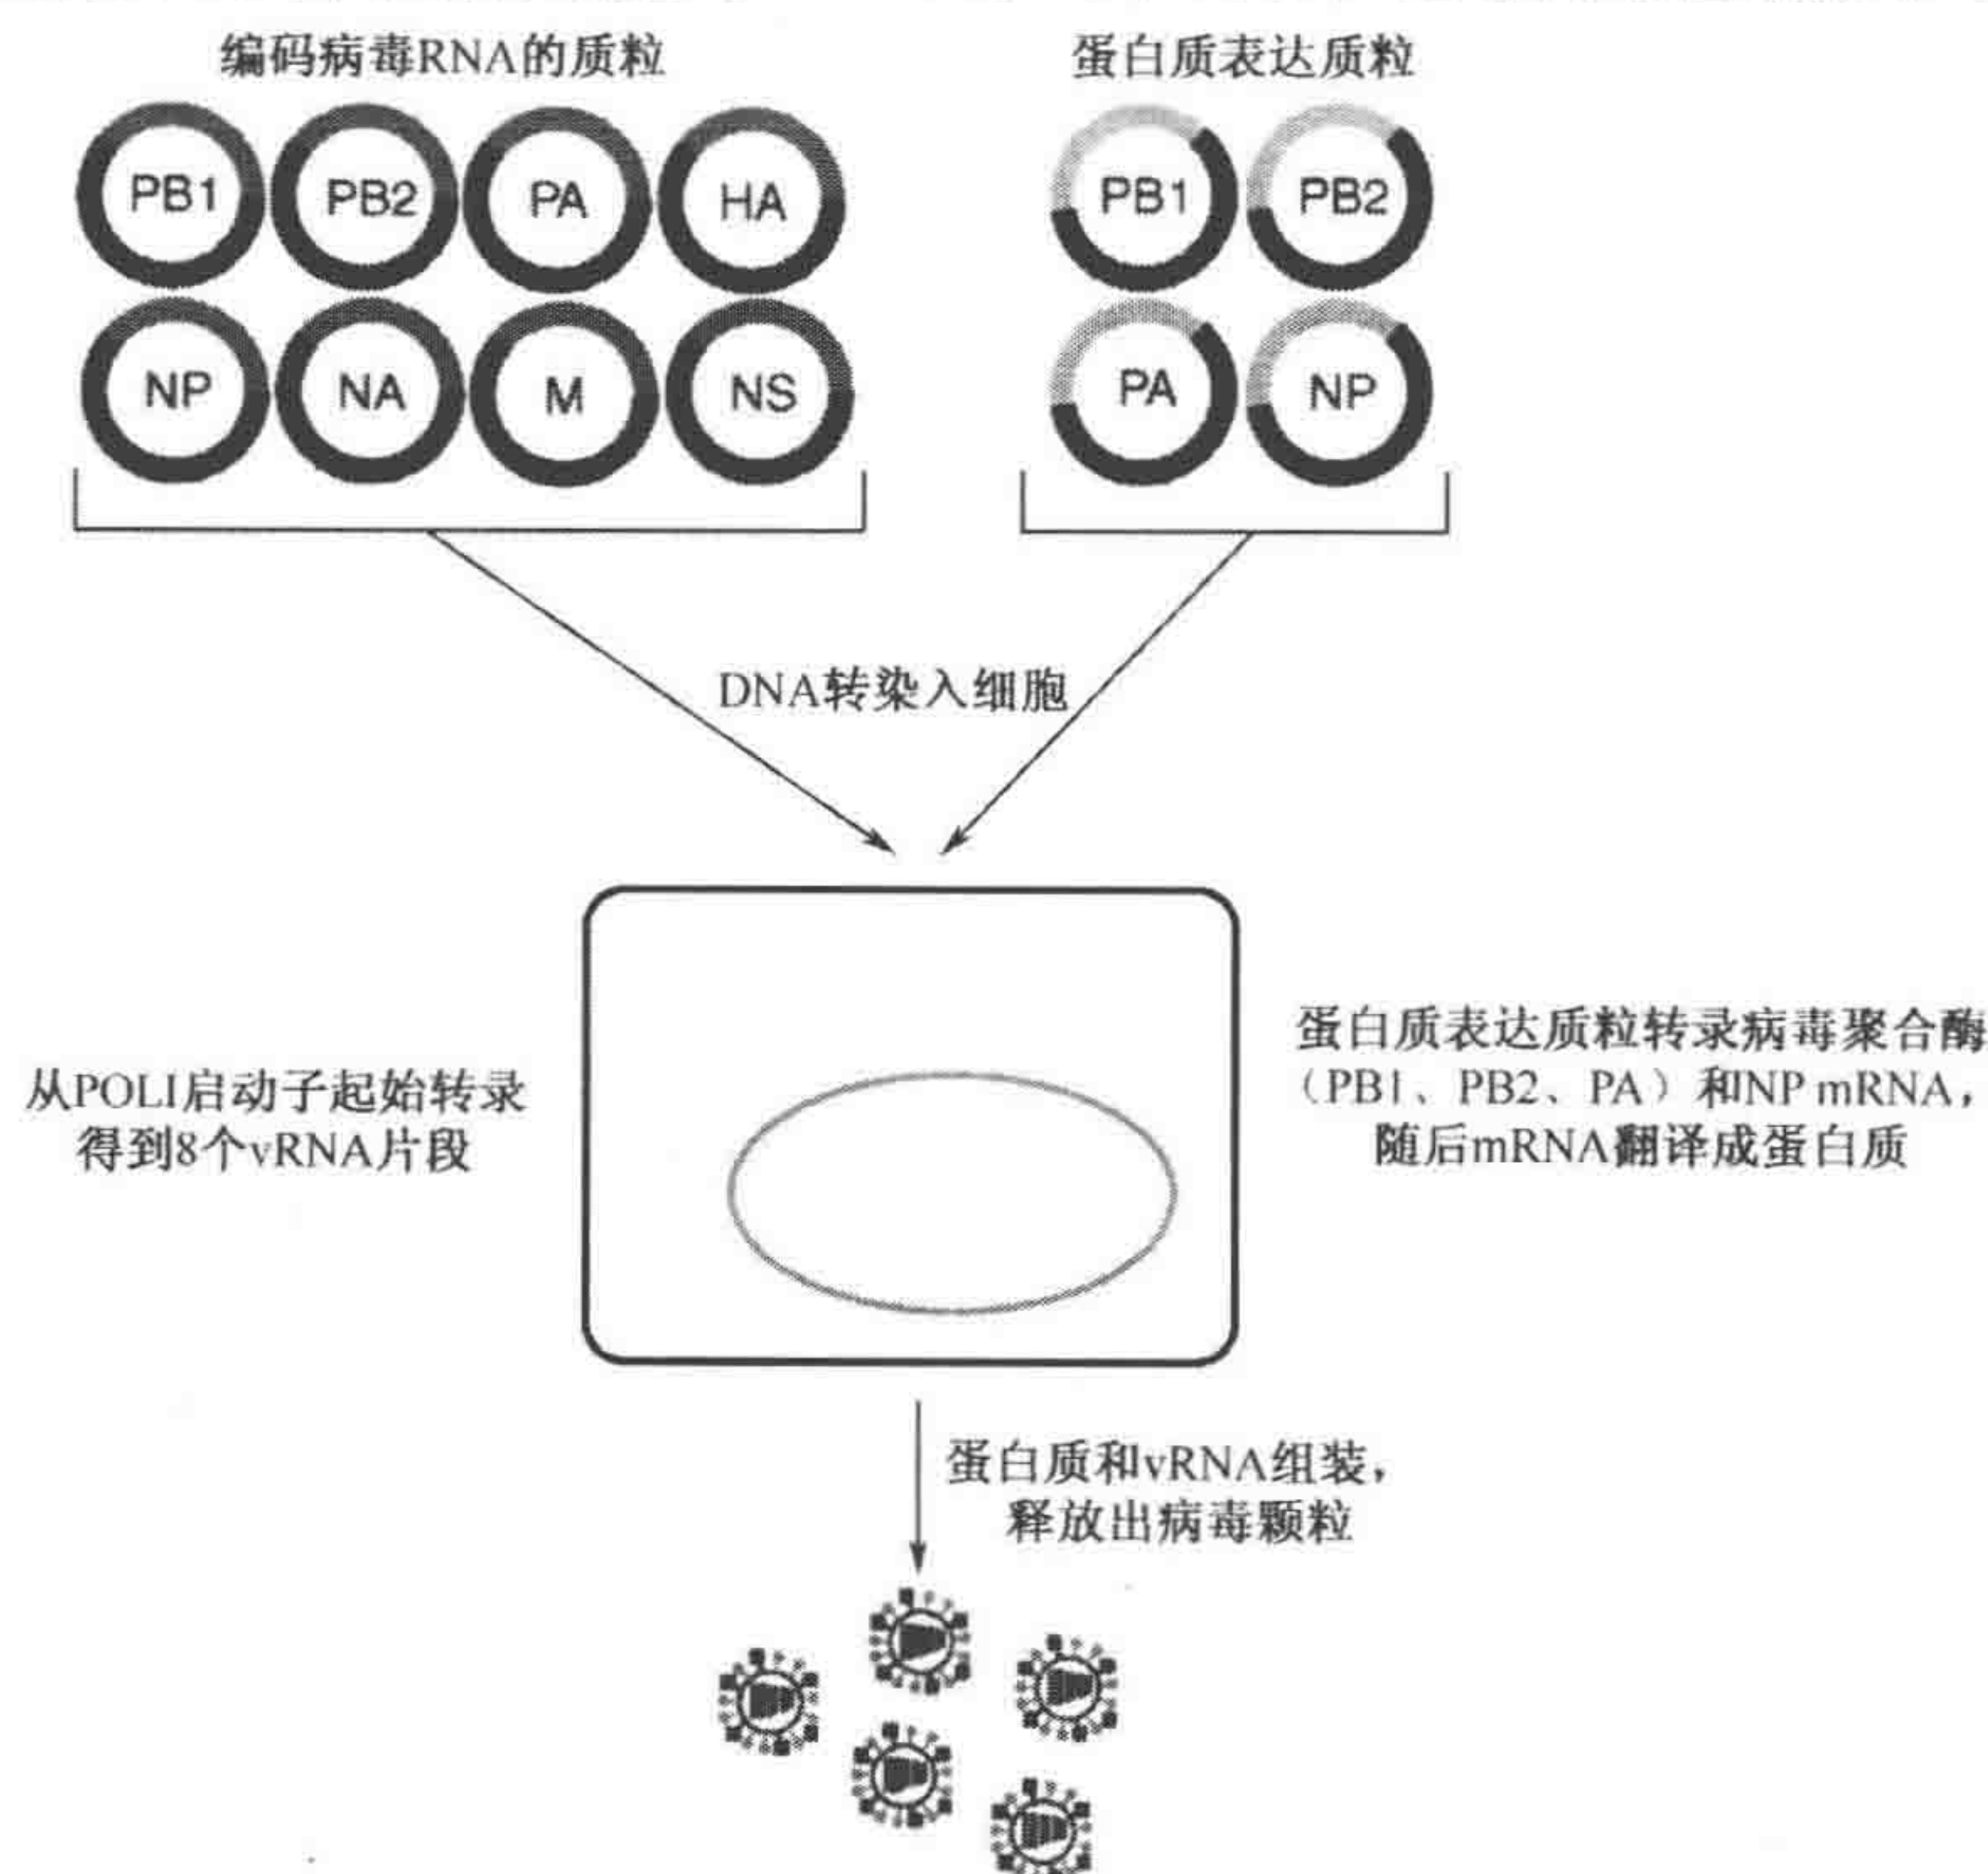 编码病毒RNA的质粒
蛋白质表达质粒
PB1 PB2 PA HA
NP NA M NS
PB1 PB2
PA NP
DNA转染入细胞
从POLI启动子起始转录
得到8个vRNA片段
蛋白质表达质粒转录病毒聚合酶
（PB1、PB2、PA）和NP mRNA，
随后mRNA翻译成蛋白质
蛋白质和vRNA组装，
释放出病毒颗粒